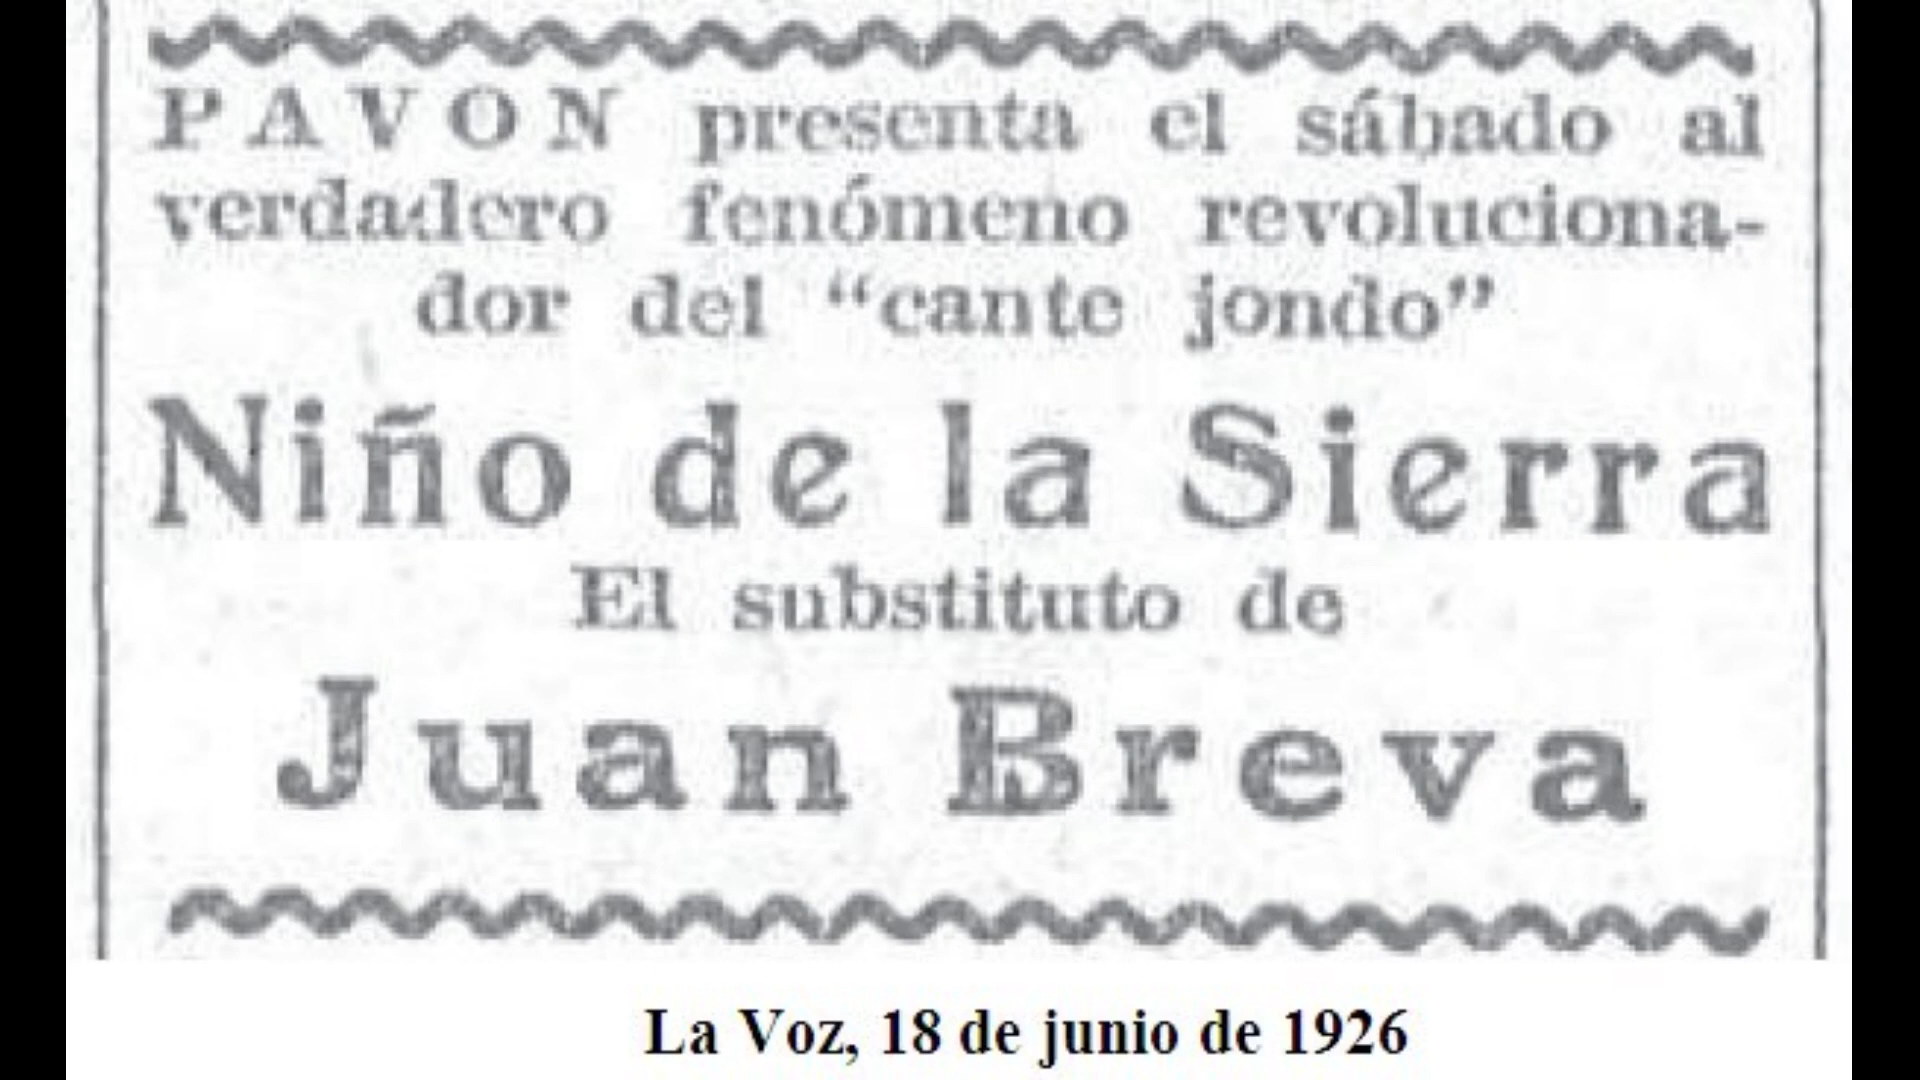 PAVON presenta el sábado al
verdadero fenómeno revoluciona-
dor del “cante jondo”
Niño de la Sierra
El substituto de
Juan Breva
La Voz, 18 de junio de 1926